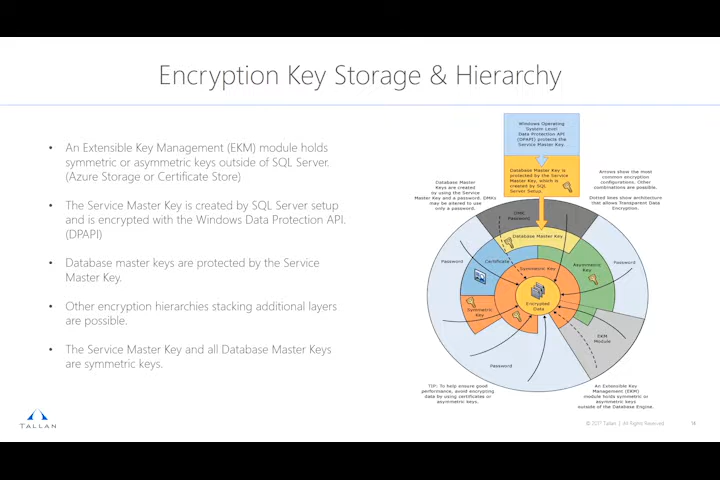 Encryption Key Storage & Hierarchy
• An Extensible Key Management (EKM) module holds
symmetric or asymmetric keys outside of SQL Server.
(Azure Storage or Certificate Store)
• The Service Master Key is created by SQL Server setup
and is encrypted with the Windows Data Protection API.
(DPAPI)
• Database master keys are protected by the Service
Master Key.
• Other encryption hierarchies stacking additional layers
are possible.
• The Service Master Key and all Database Master Keys
are symmetric keys.
Windows Operating
System Level
Data Protection API
(DPAPI) protects the
Service Master Key.
Database Master Key is
protected by the Service
Master Key, which is
created by SQL
Server Setup.
Database Master
Keys are created
by using the Service
Master Key and a password. DMKs
may be altered to use
only a password.
Arrows show the most
common encryption
configurations. Other
combinations are possible.
Dotted lines show architecture
that allows Transparent Data
Encryption.
DMK
Password
Database Master Key
Password
Certificate
Symmetric Key
Asymmetric
Key
Password
Encrypted
Data
Symmetric
Key
EKM
Module
Password
TIP: To help ensure good
performance, avoid encrypting
data by using certificates or
asymmetric keys.
An Extensible Key
Management (EKM)
module holds symmetric or
asymmetric keys
outside of the Database Engine.
TALLAN
© 2017 Tallan | All Rights Reserved
14